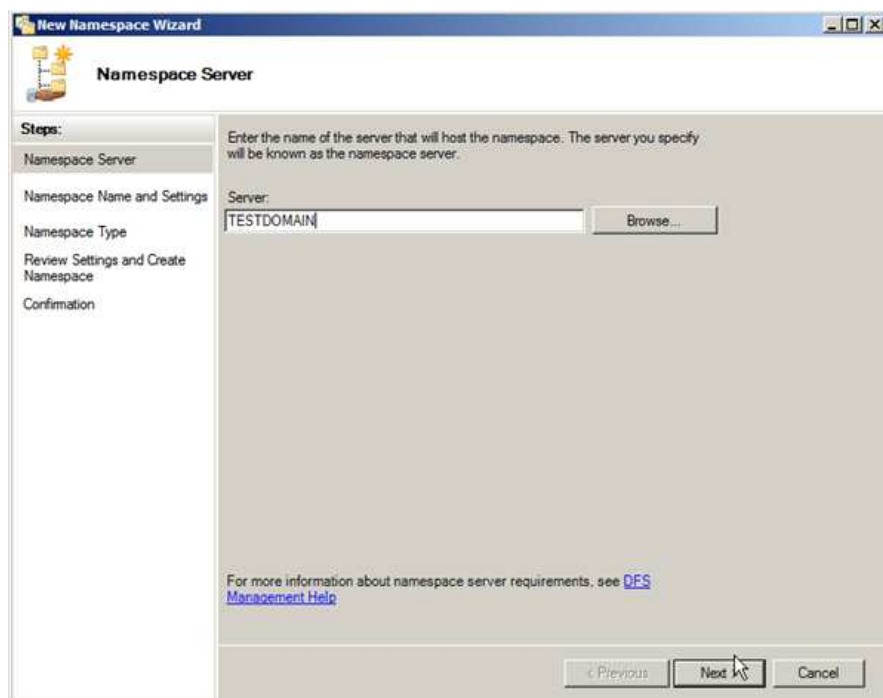 New Namespace Wizard
Namespace Server
Steps:
Namespace Server
Namespace Name and Settings
Namespace Type
Review Settings and Create
Namespace
Confirmation
Enter the name of the server that will host the namespace. The server you specify
will be known as the namespace server.
Server:
TESTDOMAIN
Browse...
For more information about namespace server requirements, see DFS
Management Help
< Previous
Next >
Cancel